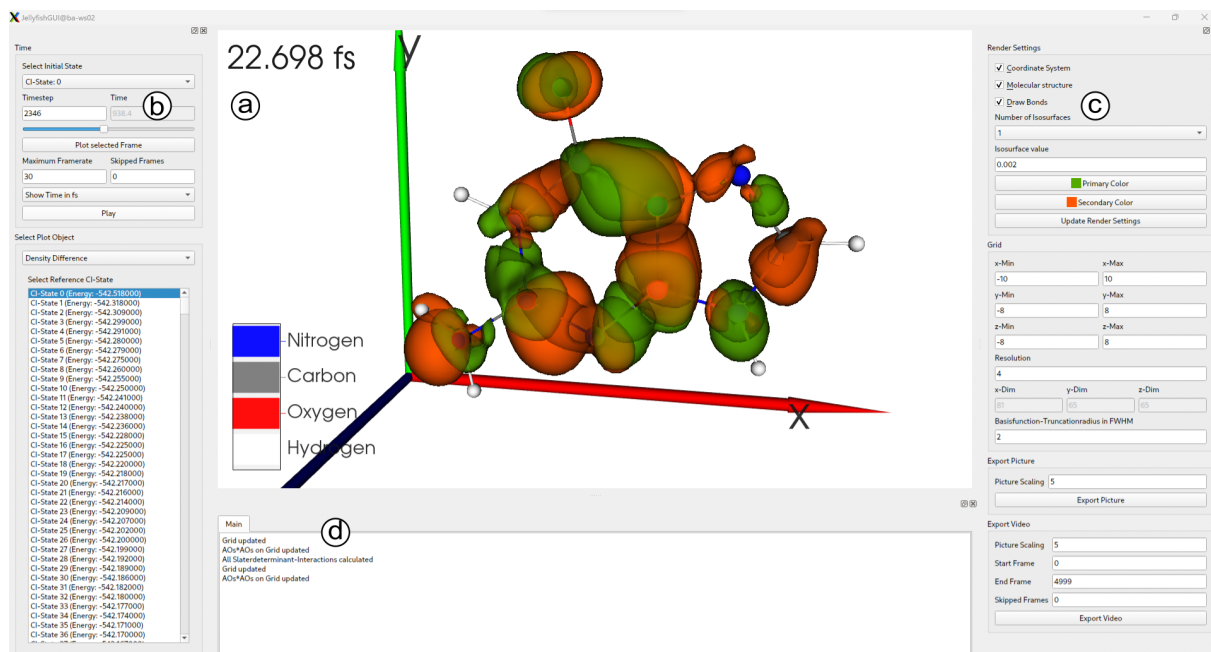 JellyfishGUI@ba-ws02
Time
Select Initial State
CI-State: 0
Timestep Time
2346 938.4
Plot selected Frame
Maximum Framerate Skipped Frames
30 0
Show Time in fs
Play
b
Select Plot Object
Density Difference
Select Reference CI-State
CI-State 0 (Energy: -542.518000)
CI-State 1 (Energy: -542.318000)
CI-State 2 (Energy: -542.309000)
CI-State 3 (Energy: -542.299000)
CI-State 4 (Energy: -542.291000)
CI-State 5 (Energy: -542.280000)
CI-State 6 (Energy: -542.279000)
CI-State 7 (Energy: -542.275000)
CI-State 8 (Energy: -542.260000)
CI-State 9 (Energy: -542.255000)
CI-State 10 (Energy: -542.250000)
CI-State 11 (Energy: -542.241000)
CI-State 12 (Energy: -542.240000)
CI-State 13 (Energy: -542.238000)
CI-State 14 (Energy: -542.236000)
CI-State 15 (Energy: -542.228000)
CI-State 16 (Energy: -542.225000)
CI-State 17 (Energy: -542.225000)
CI-State 18 (Energy: -542.220000)
CI-State 19 (Energy: -542.218000)
CI-State 20 (Energy: -542.217000)
CI-State 21 (Energy: -542.216000)
CI-State 22 (Energy: -542.214000)
CI-State 23 (Energy: -542.209000)
CI-State 24 (Energy: -542.207000)
CI-State 25 (Energy: -542.202000)
CI-State 26 (Energy: -542.200000)
CI-State 27 (Energy: -542.199000)
CI-State 28 (Energy: -542.192000)
CI-State 29 (Energy: -542.189000)
CI-State 30 (Energy: -542.186000)
CI-State 31 (Energy: -542.182000)
CI-State 32 (Energy: -542.180000)
CI-State 33 (Energy: -542.177000)
CI-State 34 (Energy: -542.174000)
CI-State 35 (Energy: -542.171000)
CI-State 36 (Energy: -542.170000)
22.698 fs
a
y
x
Nitrogen
Carbon
Oxygen
Hydrogen
Main
d
Grid updated
AOs*AOs on Grid updated
All Slaterdeterminant-Interactions calculated
Grid updated
AOs*AOs on Grid updated
Render Settings
Coordinate System
Molecular structure
Draw Bonds
c
Number of Isosurfaces
1
Isosurface value
0.002
Primary Color
Secondary Color
Update Render Settings
Grid
x-Min x-Max
-10 10
y-Min y-Max
-8 8
z-Min z-Max
-8 8
Resolution
4
x-Dim y-Dim z-Dim
81 65 65
Basisfunction-Truncationradius in FWHM
2
Export Picture
Picture Scaling 5
Export Picture
Export Video
Picture Scaling 5
Start Frame 0
End Frame 4999
Skipped Frames 0
Export Video